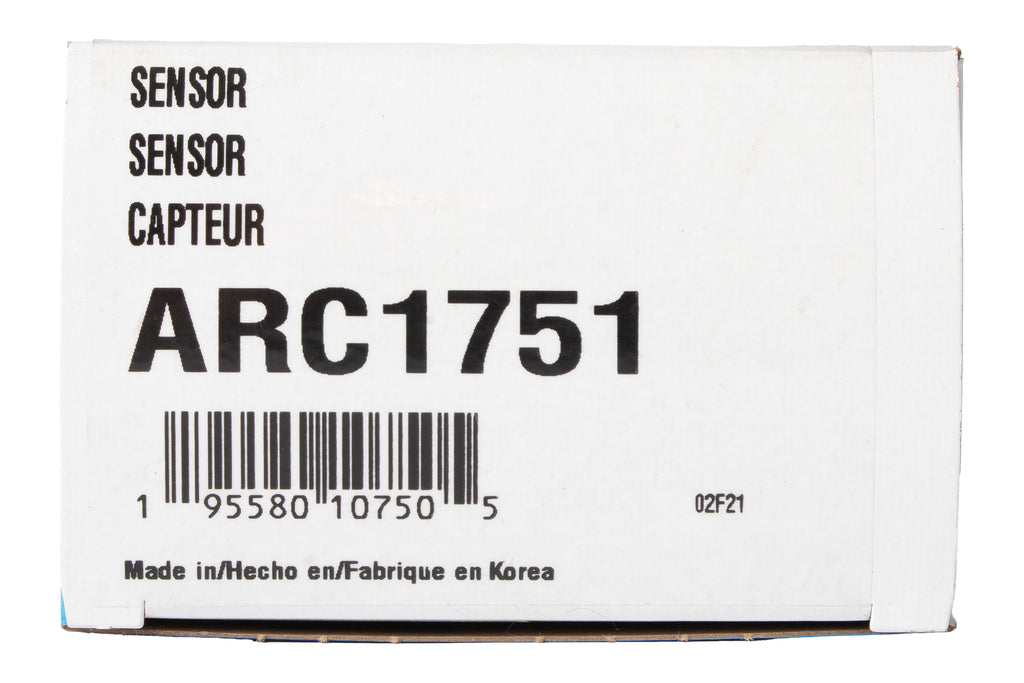 SENSOR
SENSOR
CAPTEUR
ARC1751
1 95580 10750 5
02F21
Made in/Hecho en/Fabrique en Korea